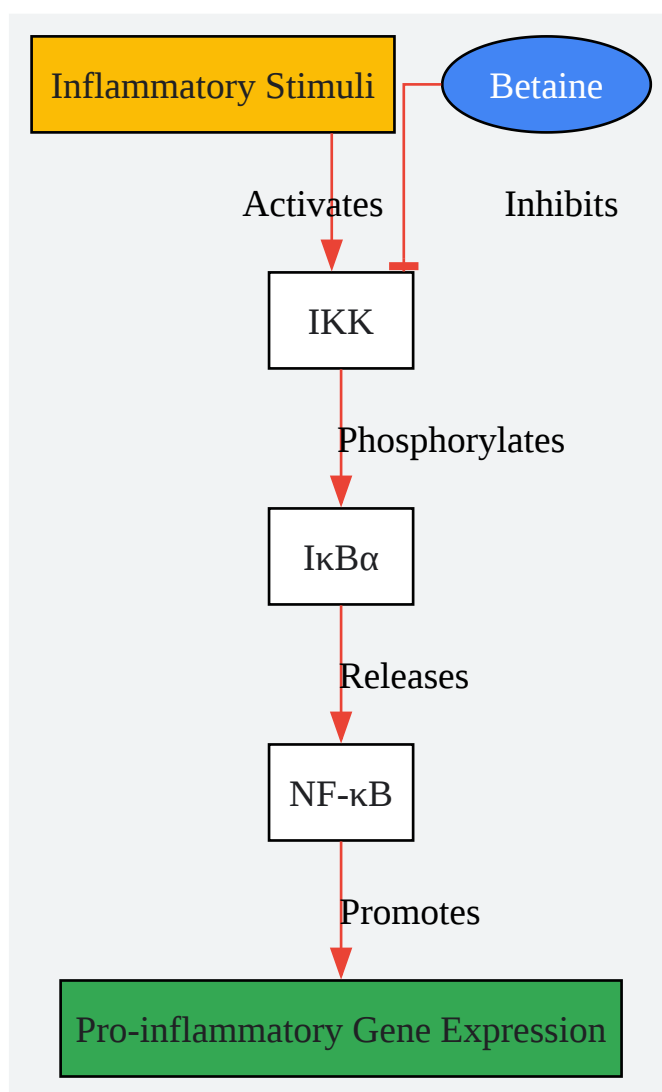 Inflammatory Stimuli
Betaine
Activates
Inhibits
IKK
Phosphorylates
IκBα
Releases
NF-κB
Promotes
Pro-inflammatory Gene Expression